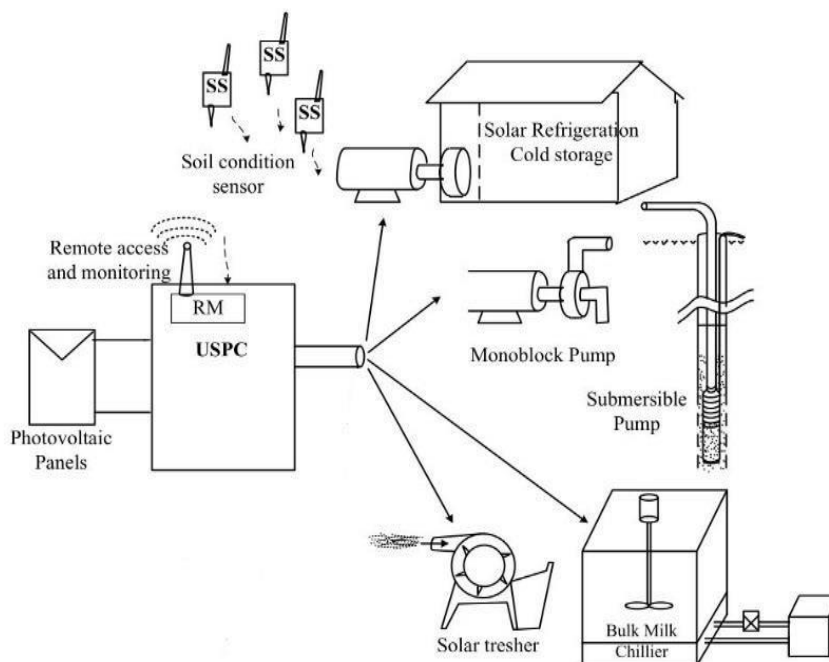 SS
SS
SS
Soil condition
sensor
Solar Refrigeration
Cold storage
Remote access
and monitoring
RM
USPC
Photovoltaic
Panels
Monoblock Pump
Submersible
Pump
Solar tresher
Bulk Milk
Chillier